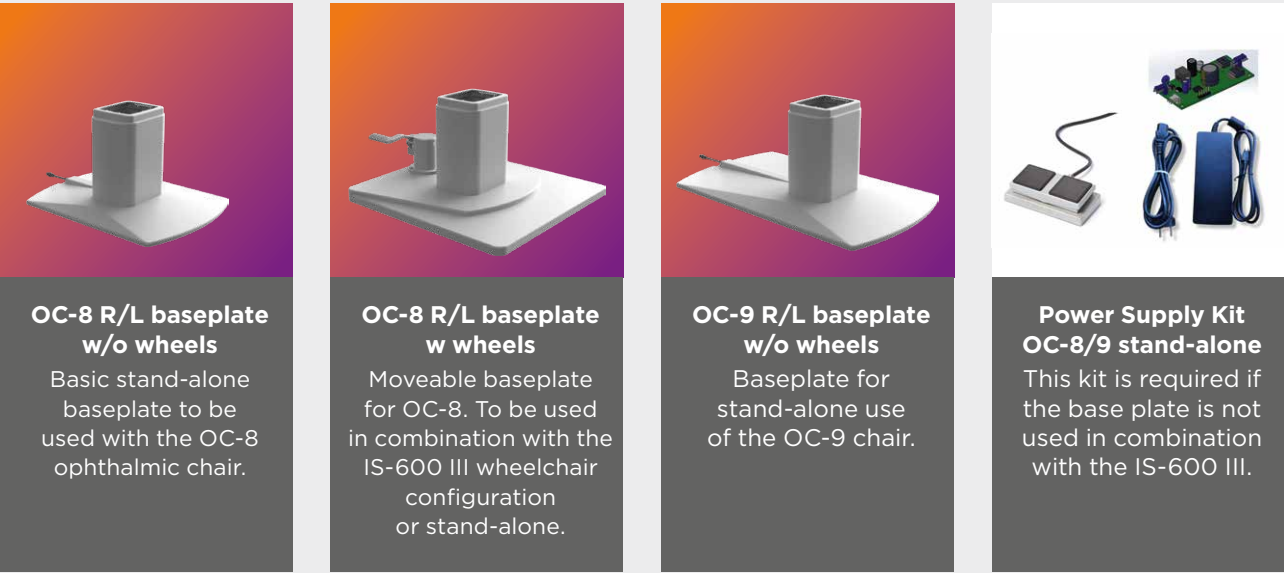 OC-8 R/L baseplate
w/o wheels
Basic stand-alone
baseplate to be
used with the OC-8
ophthalmic chair.
OC-8 R/L baseplate
w wheels
Moveable baseplate
for OC-8. To be used
in combination with the
IS-600 III wheelchair
configuration
or stand-alone.
OC-9 R/L baseplate
w/o wheels
Baseplate for
stand-alone use
of the OC-9 chair.
Power Supply Kit
OC-8/9 stand-alone
This kit is required if
the base plate is not
used in combination
with the IS-600 III.